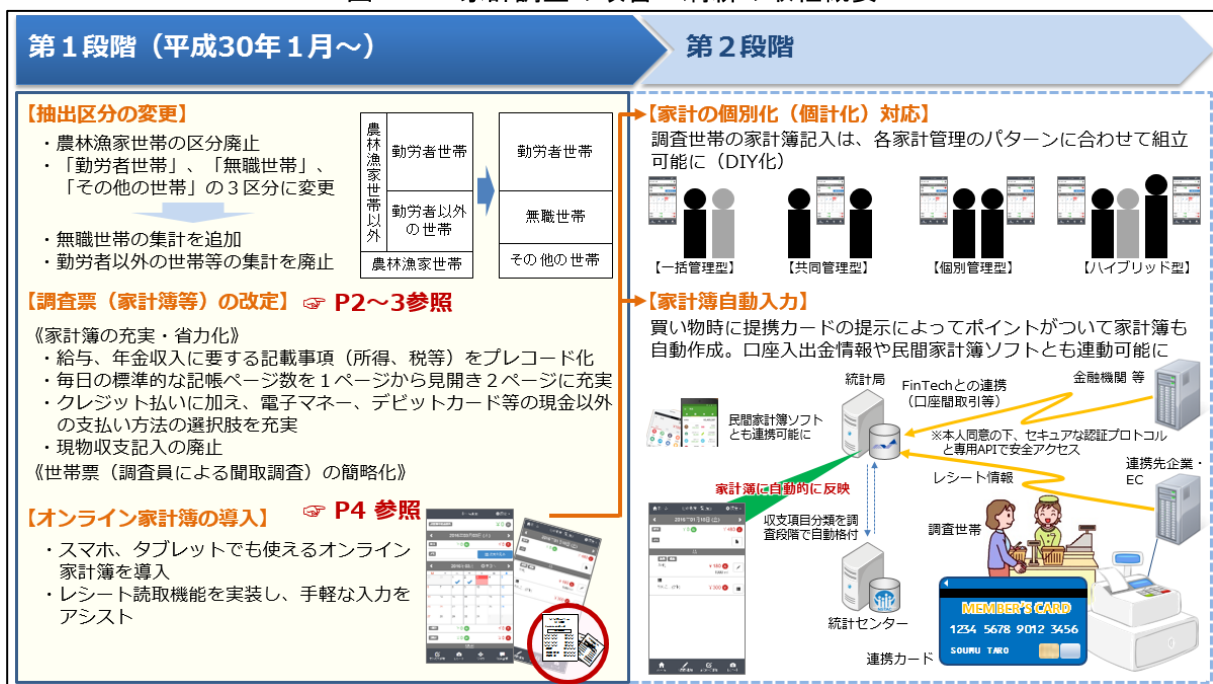 第1段階（平成30年1月～）
第2段階
【抽出区分の変更】
・農林漁家世帯の区分廃止
・「勤労者世帯」、「無職世帯」、
「その他の世帯」の３区分に変更
・無職世帯の集計を追加
・勤労者以外の世帯等の集計を廃止
農林漁家世帯以外
勤労者世帯
勤労者以外
の世帯
農林漁家世帯
勤労者世帯
無職世帯
その他の世帯
【調査票（家計簿等）の改定】 ☞ P2～3参照
《家計簿の充実・省力化》
・給与、年金収入に要する記載事項（所得、税等）をプレコード化
・毎日の標準的な記帳ページ数を１ページから見開き２ページに充実
・クレジット払いに加え、電子マネー、デビットカード等の現金以外
の支払い方法の選択肢を充実
・現物収支記入の廃止
《世帯票（調査員による聞取調査）の簡略化》
【オンライン家計簿の導入】 ☞ P4 参照
・スマホ、タブレットでも使えるオンライン
家計簿を導入
・レシート読取機能を実装し、手軽な入力を
アシスト
【家計の個別化（個計化）対応】
調査世帯の家計簿記入は、各家計管理のパターンに合わせて組立
可能に（DIY化）
【一括管理型】
【共同管理型】
【個別管理型】
【ハイブリッド型】
【家計簿自動入力】
買い物時に提携カードの提示によってポイントがついて家計簿も
自動作成。口座入出金情報や民間家計簿ソフトとも連動可能に
統計局
FinTechとの連携
（口座間取引等）
金融機関 等
民間家計簿ソフト
とも連携可能に
※本人同意の下、セキュアな認証プロトコル
と専用APIで安全アクセス
連携先企業・
EC
レシート情報
家計簿に自動的に反映
収支項目分類を調
査段階で自動格付
調査世帯
統計センター
連携カード
MEMBER'S CARD
1234 5678 9012 3456
SOUMU TARO